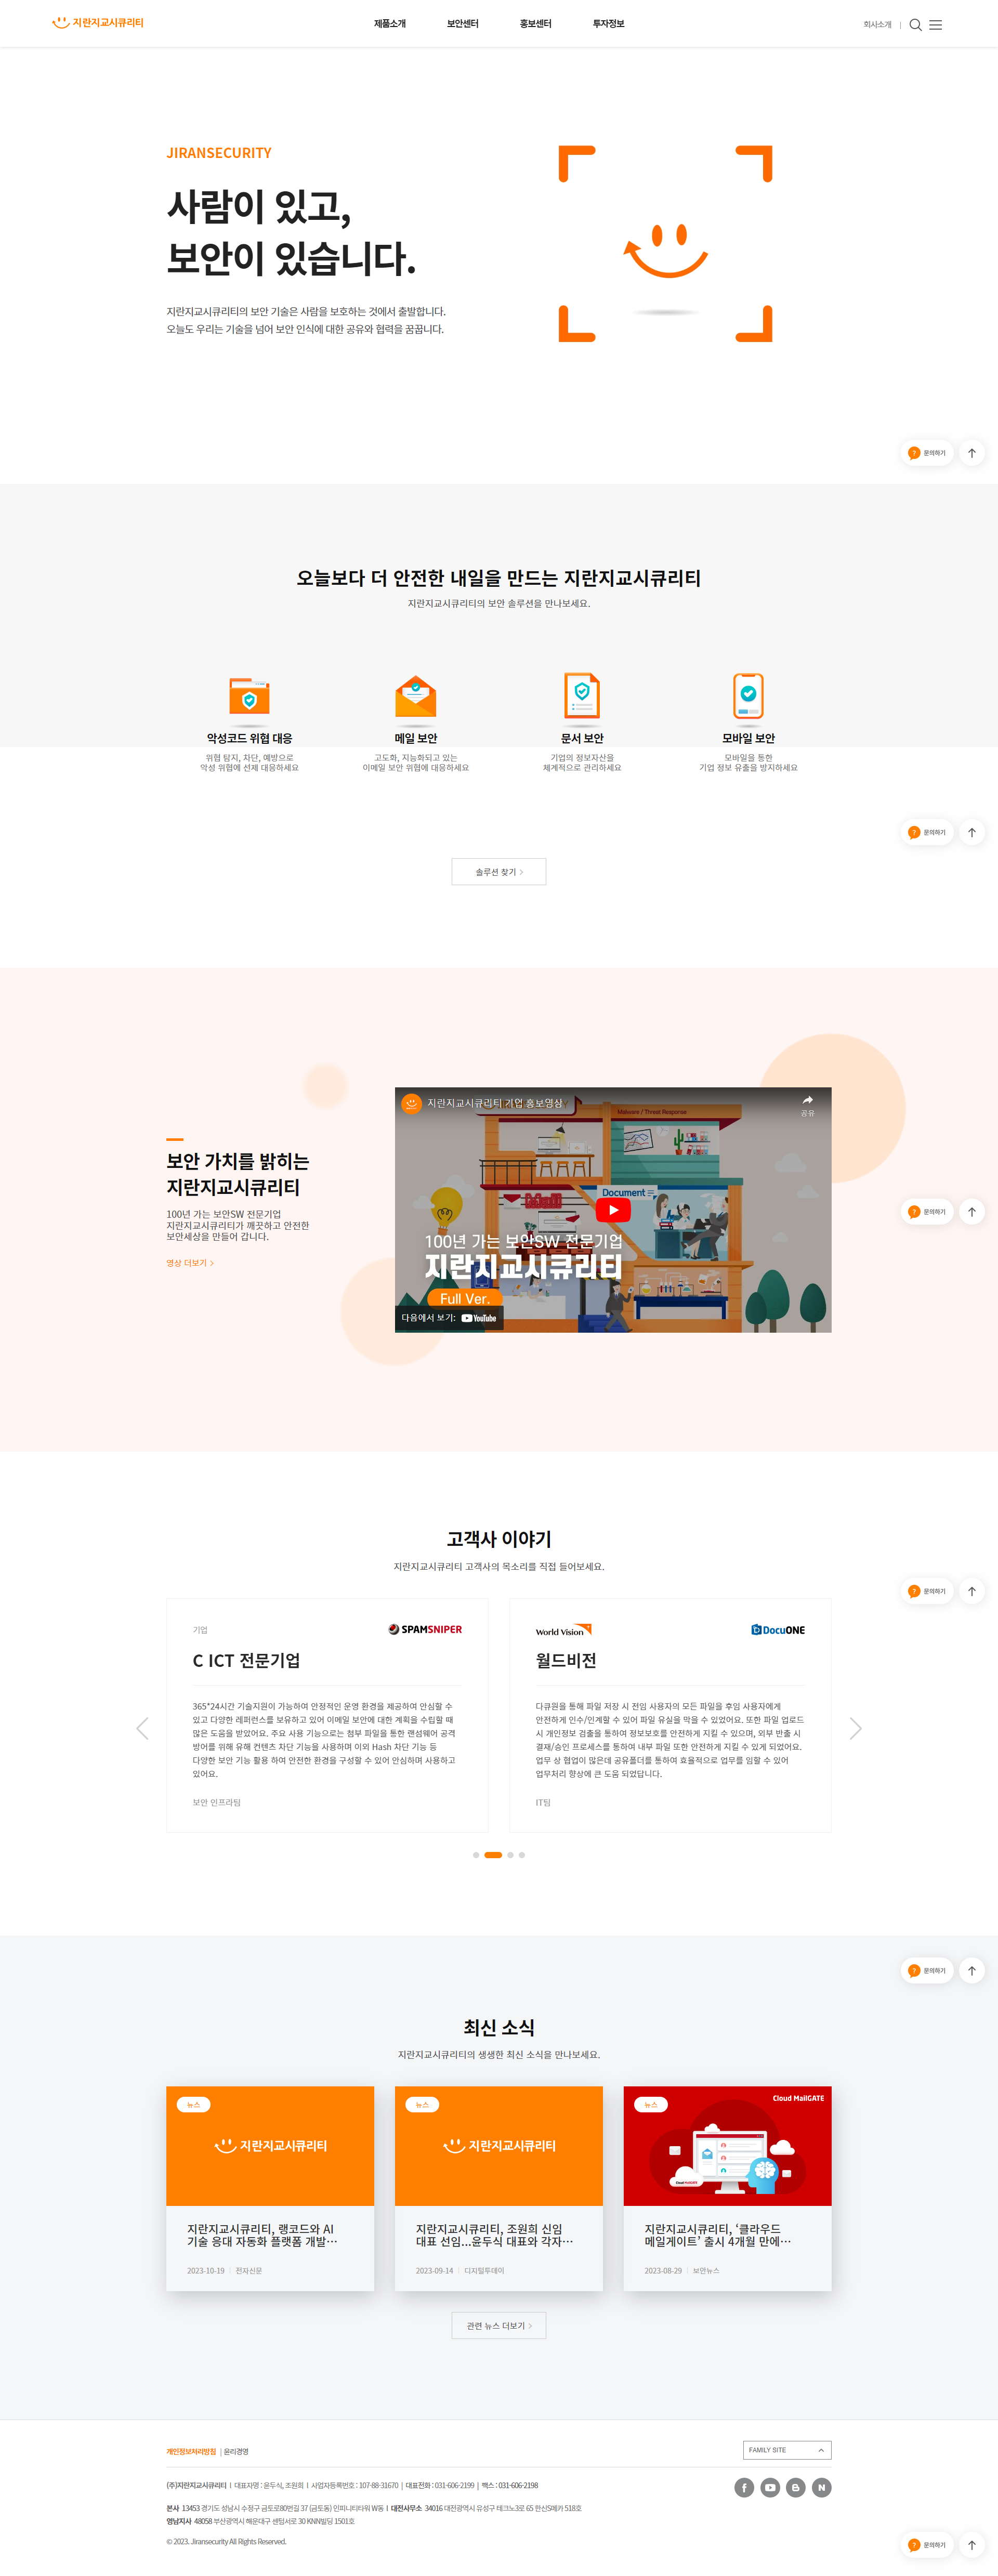 지란지교시큐리티
제품소개 보안센터 홍보센터 투자정보
회사소개
JIRANSECURITY
사람이 있고,
보안이 있습니다.
지란지교시큐리티의 보안 기술은 사람을 보호하는 것에서 출발합니다.
오늘도 우리는 기술을 넘어 보안 인식에 대한 공유와 협력을 꿈꿉니다.
문의하기
오늘보다 더 안전한 내일을 만드는 지란지교시큐리티
지란지교시큐리티의 보안 솔루션을 만나보세요.
악성코드 위협 대응
위협 탐지, 차단, 예방으로
악성 위협에 선제 대응하세요
메일 보안
고도화, 지능화되고 있는
이메일 보안 위협에 대응하세요
문서 보안
기업의 정보자산을
체계적으로 관리하세요
모바일 보안
모바일을 통한
기업 정보 유출을 방지하세요
문의하기
솔루션 찾기
지란지교시큐리티 기업 홍보영상
공유
Malware / Threat Response
Mail
Document
100년 가는 보안SW 전문기업
지란지교시큐리티
Full Ver.
다음에서 보기: YouTube
보안 가치를 밝히는
지란지교시큐리티
100년 가는 보안SW 전문기업
지란지교시큐리티가 깨끗하고 안전한
보안세상을 만들어 갑니다.
영상 더보기
문의하기
고객사 이야기
지란지교시큐리티 고객사의 목소리를 직접 들어보세요.
문의하기
기업
SPAMSNIPER
C ICT 전문기업
365*24시간 기술지원이 가능하여 안정적인 운영 환경을 제공하여 안심할 수
있고 다양한 레퍼런스를 보유하고 있어 이메일 보안에 대한 계획을 수립할 때
많은 도움을 받았어요. 주요 사용 기능으로는 첨부 파일을 통한 랜섬웨어 공격
방어를 위해 유해 컨텐츠 차단 기능을 사용하며 이외 Hash 차단 기능 등
다양한 보안 기능 활용 하여 안전한 환경을 구성할 수 있어 안심하며 사용하고
있어요.
보안 인프라팀
World Vision
DocuONE
월드비전
다큐원을 통해 파일 저장 시 전임 사용자의 모든 파일을 후임 사용자에게
안전하게 인수/인계할 수 있어 파일 유실을 막을 수 있었어요. 또한 파일 업로드
시 개인정보 검출을 통하여 정보보호를 안전하게 지킬 수 있으며, 외부 반출 시
결재/승인 프로세스를 통하여 내부 파일 또한 안전하게 지킬 수 있게 되었어요.
업무 상 협업이 많은데 공유폴더를 통하여 효율적으로 업무를 임할 수 있어
업무처리 향상에 큰 도움 되었답니다.
IT팀
문의하기
최신 소식
지란지교시큐리티의 생생한 최신 소식을 만나보세요.
뉴스
지란지교시큐리티
지란지교시큐리티, 랭코드와 AI
기술 응대 자동화 플랫폼 개발…
2023-10-19 전자신문
뉴스
지란지교시큐리티
지란지교시큐리티, 조원희 신임
대표 선임...윤두식 대표와 각자…
2023-09-14 디지털투데이
뉴스
Cloud MailGATE
Cloud MailGATE
지란지교시큐리티, ‘클라우드
메일게이트’ 출시 4개월 만에…
2023-08-29 보안뉴스
관련 뉴스 더보기
개인정보처리방침 | 윤리경영
FAMILY SITE
(주)지란지교시큐리티 | 대표자명 : 윤두식, 조원희 | 사업자등록번호 : 107-88-31670 | 대표전화 : 031-606-2199 | 팩스 : 031-606-2198
본사 13453 경기도 성남시 수정구 금토로80번길 37 (금토동) 인피니티타워 W동 | 대전사무소 34016 대전광역시 유성구 테크노3로 65 한신S메카 518호
영남지사 48058 부산광역시 해운대구 센텀서로 30 KNN빌딩 1501호
© 2023. Jiransecurity All Rights Reserved.
문의하기